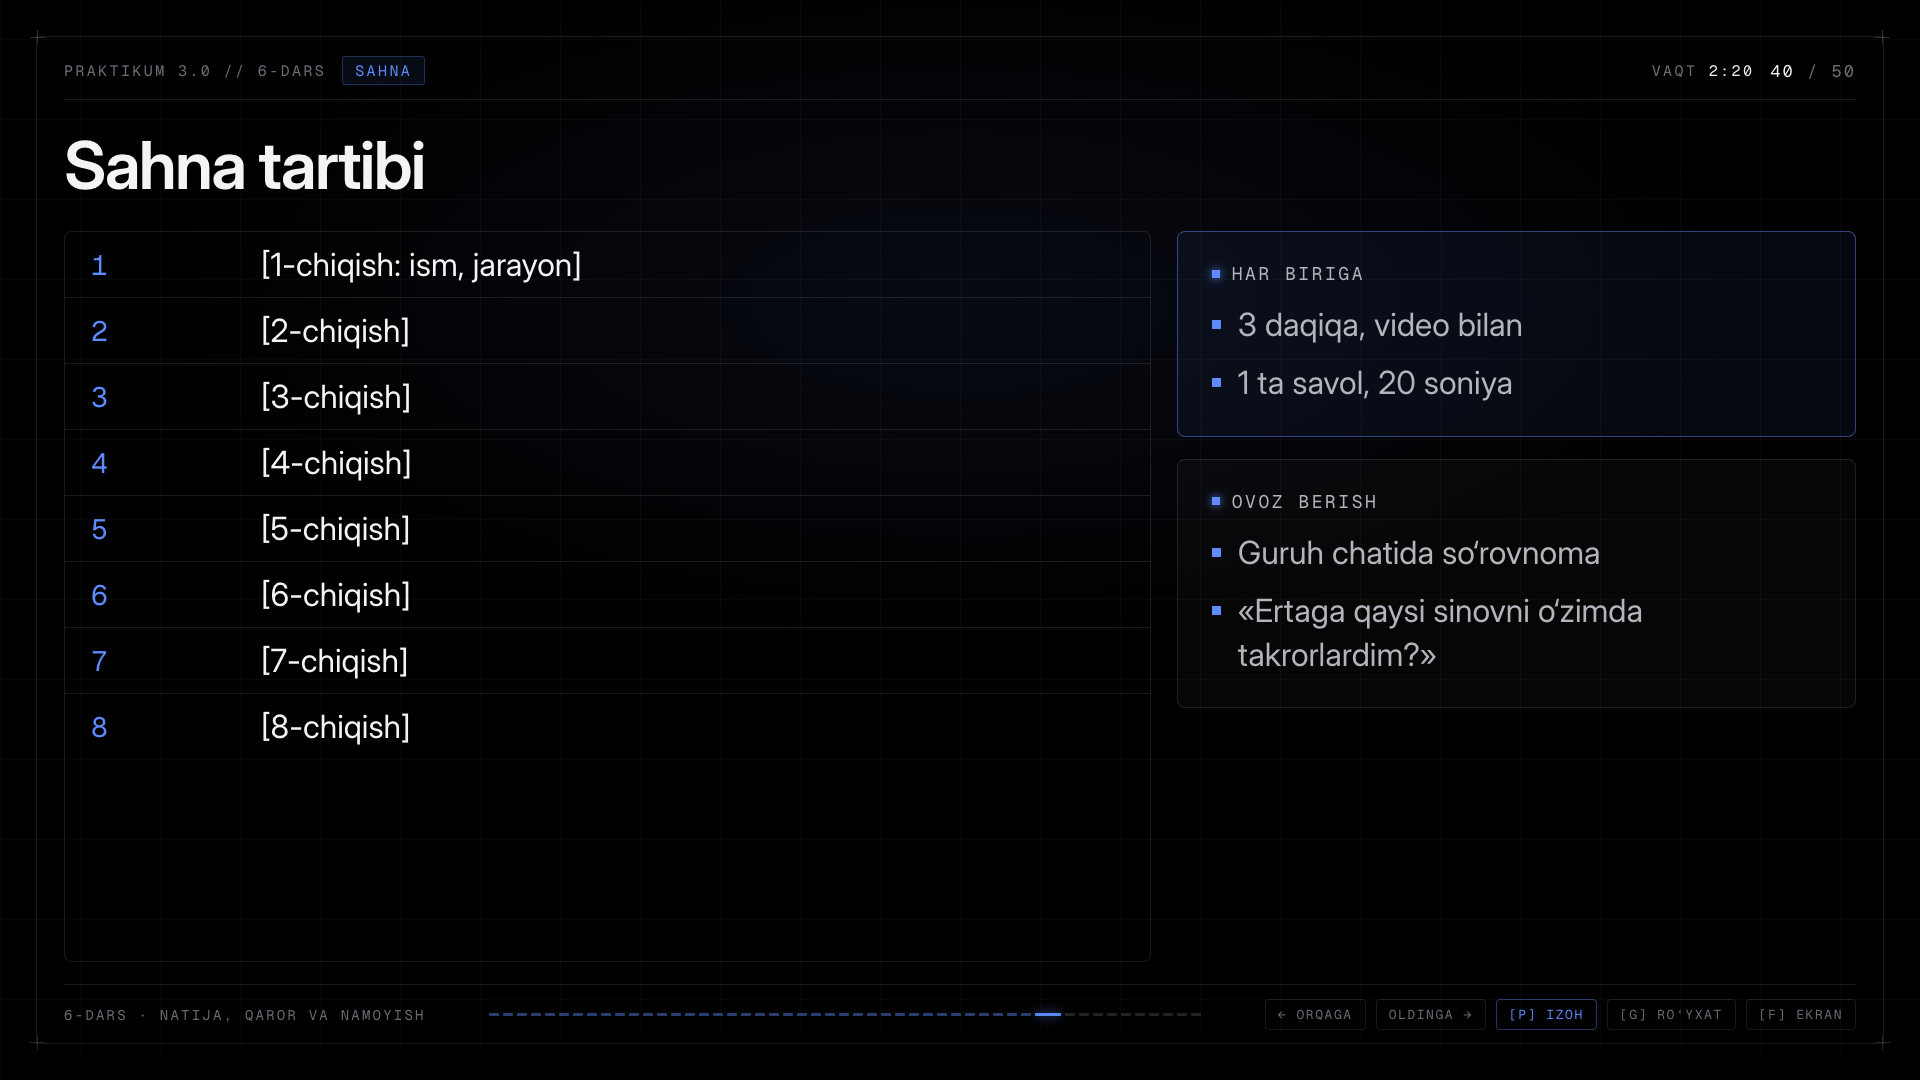 PRAKTIKUM 3.0 // 6-DARS SAHNA
VAQT 2:20 40 / 50
Sahna tartibi
1 [1-chiqish: ism, jarayon]
2 [2-chiqish]
3 [3-chiqish]
4 [4-chiqish]
5 [5-chiqish]
6 [6-chiqish]
7 [7-chiqish]
8 [8-chiqish]
HAR BIRIGA
3 daqiqa, video bilan
1 ta savol, 20 soniya
OVOZ BERISH
Guruh chatida so‘rovnoma
«Ertaga qaysi sinovni o‘zimda
takrorlardim?»
6-DARS · NATIJA, QAROR VA NAMOYISH
← ORQAGA
OLDINGA →
[P] IZOH
[G] RO‘YXAT
[F] EKRAN